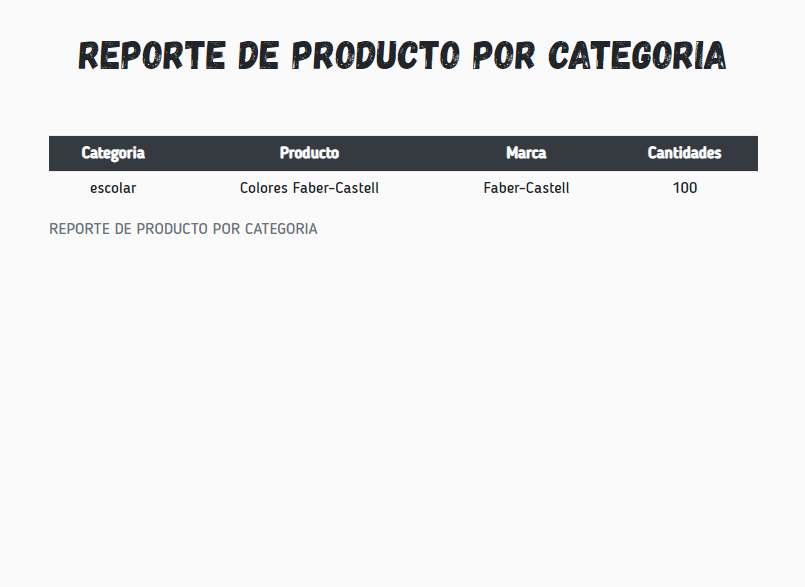 REPORTE DE PRODUCTO POR CATEGORIA
Categoria Producto Marca Cantidades
escolar Colores Faber-Castell Faber-Castell 100
REPORTE DE PRODUCTO POR CATEGORIA